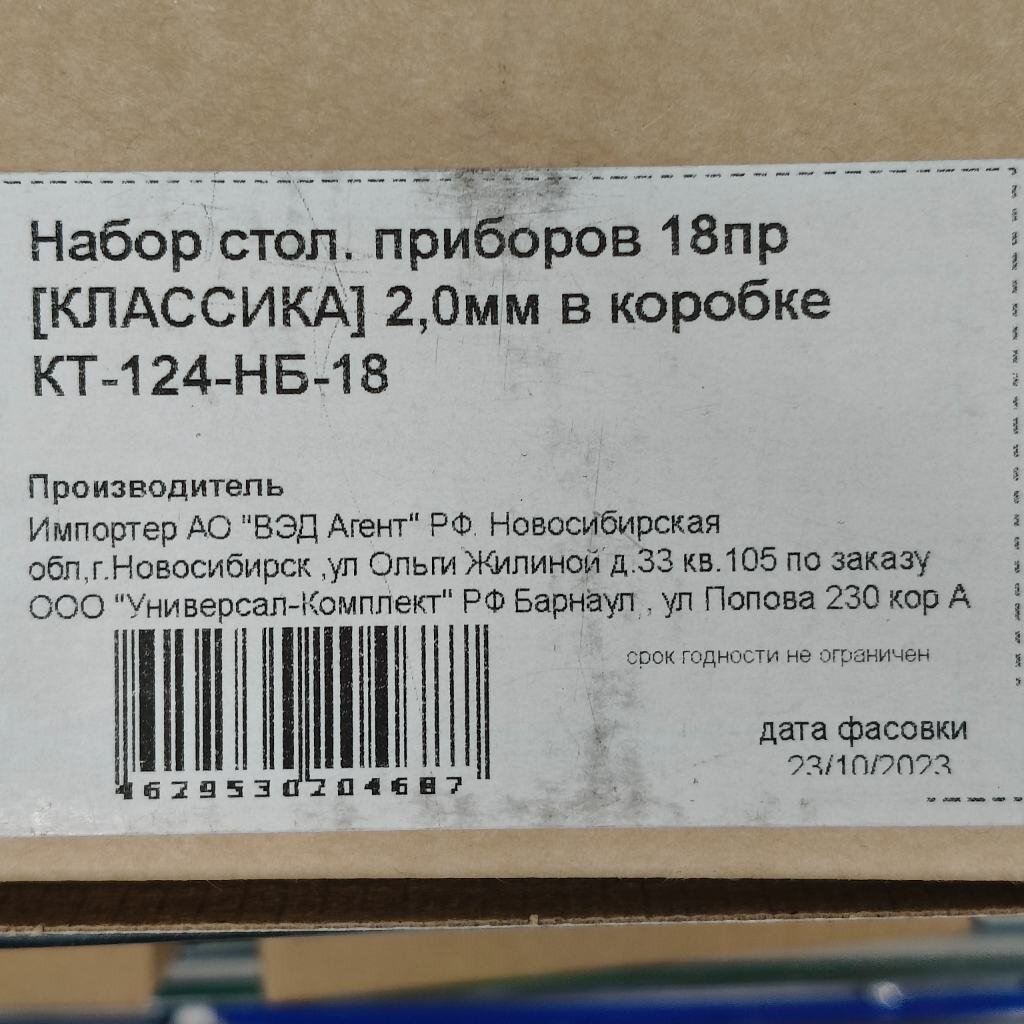 Набор стол. приборов 18пр
[КЛАССИКА] 2,0мм в коробке
КТ-124-НБ-18
Производитель
Импортер АО "ВЭД Агент" РФ. Новосибирская
обл,г.Новосибирск ,ул Ольги Жилиной д.33 кв.105 по заказу
ООО "Универсал-Комплект" РФ Барнаул , ул Попова 230 кор А
срок годности не ограничен
дата фасовки
23/10/2023
4629530204687